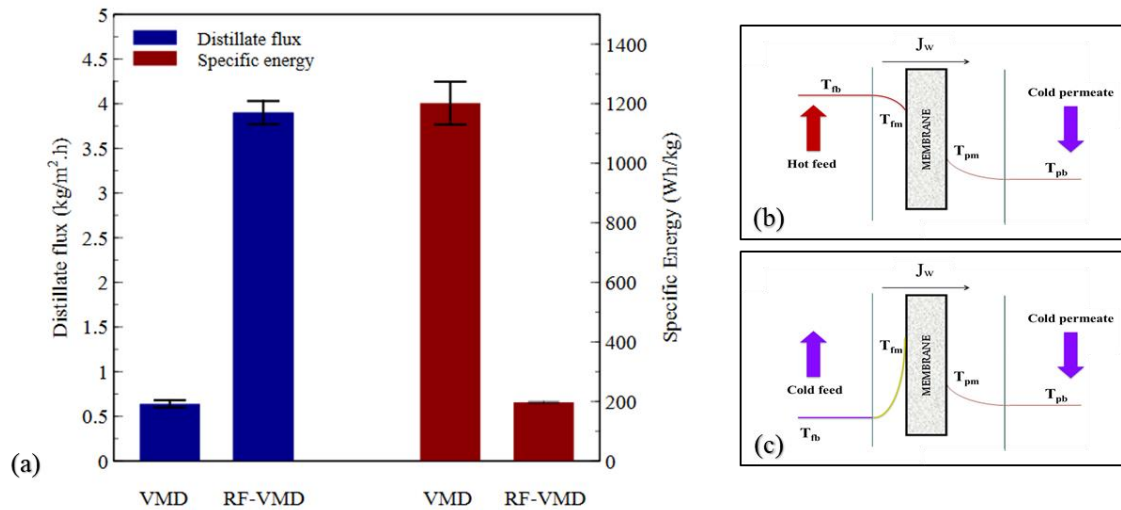 5
4.5
4
3.5
3
2.5
2
1.5
1
0.5
0
Distillate flux (kg/m².h)
Distillate flux
Specific energy
1400
1200
1000
800
600
400
200
0
Specific Energy (Wh/kg)
VMD
RF-VMD
VMD
RF-VMD
(a)
J_w
T_fb
T_fm
MEMBRANE
Cold permeate
Hot feed
T_pm
T_pb
(b)
J_w
T_fm
MEMBRANE
Cold permeate
Cold feed
T_pm
T_pb
T_fb
(c)